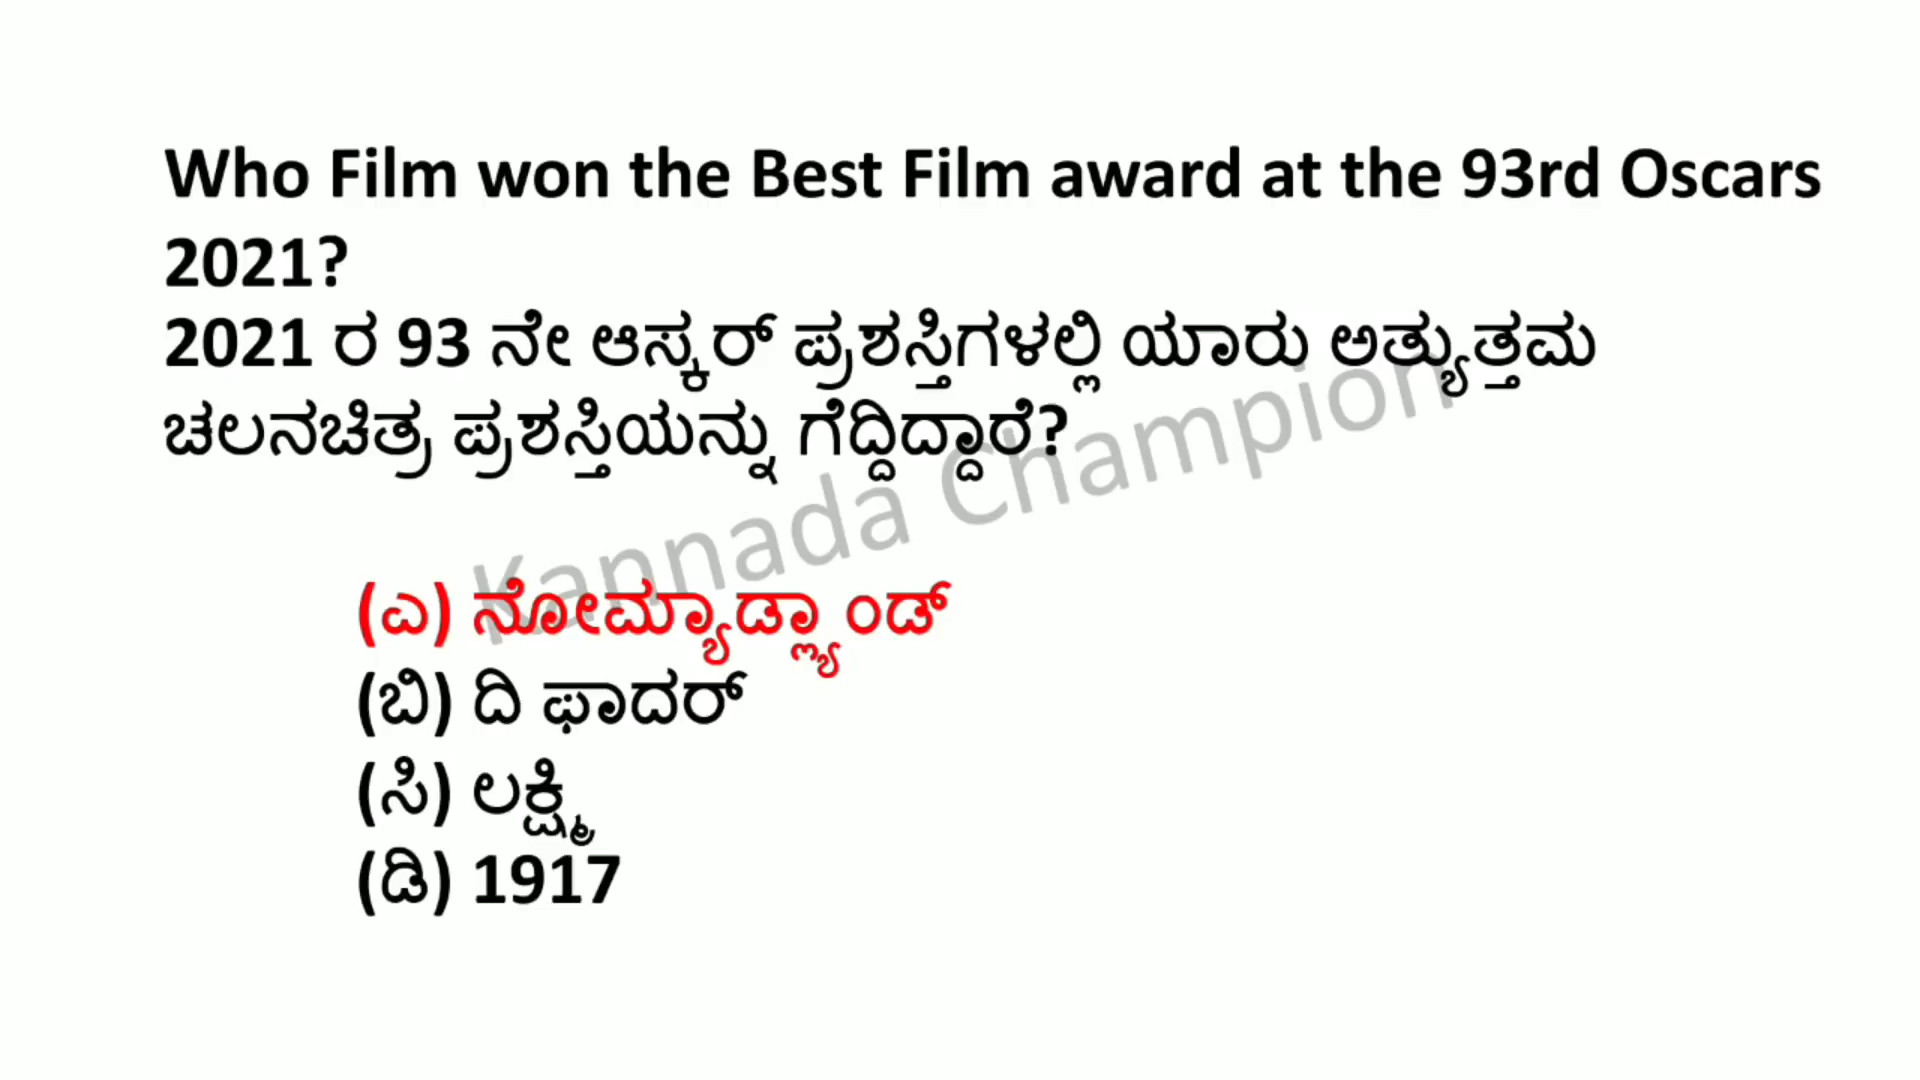 Who Film won the Best Film award at the 93rd Oscars
2021?
2021 ರ 93 ನೇ ಆಸ್ಕರ್ ಪ್ರಶಸ್ತಿಗಳಲ್ಲಿ ಯಾರು ಅತ್ಯುತ್ತಮ
ಚಲನಚಿತ್ರ ಪ್ರಶಸ್ತಿಯನ್ನು ಗೆದ್ದಿದ್ದಾರೆ?
Kannada Champion
(ಎ) ನೋಮ್ಯಾಡ್ಲ್ಯಾಂಡ್
(ಬಿ) ದಿ ಫಾದರ್
(ಸಿ) ಲಕ್ಷ್ಮಿ
(ಡಿ) 1917